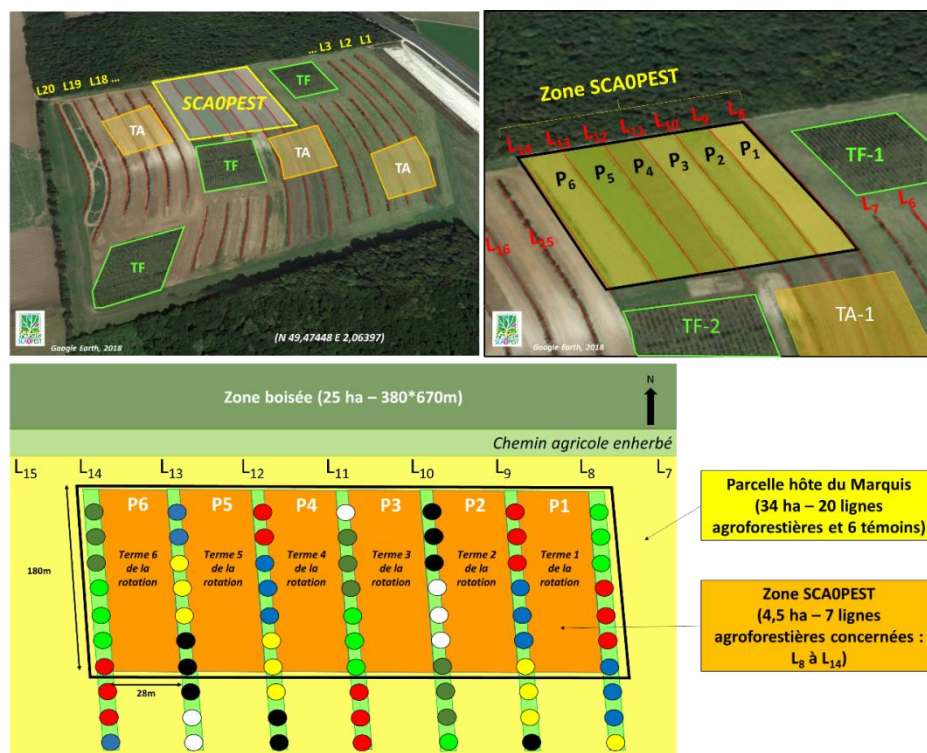 ... L3 L2 L1
L20 L19 L18 ...
TF
SCA0PEST
TA
TF
TA
TA
TF
SCA0PEST
Google Earth, 2018
(N 49,47448 E 2,06397)
Zone SCA0PEST
L14 L13 L12 L11 L10 L9 L8
P6 P5 P4 P3 P2 P1
TF-1
L7 L6
L16 L15
TF-2
TA-1
SCA0PEST
Google Earth, 2018
Zone boisée (25 ha – 380*670m)
N
Chemin agricole enherbé
L15 L14 L13 L12 L11 L10 L9 L8 L7
P6 P5 P4 P3 P2 P1
Terme 6 Terme 5 Terme 4 Terme 3 Terme 2 Terme 1
de la de la de la de la de la de la
rotation rotation rotation rotation rotation rotation
180m
28m
Parcelle hôte du Marquis
(34 ha – 20 lignes
agroforestières et 6 témoins)
Zone SCA0PEST
(4,5 ha – 7 lignes
agroforestières concernées :
L8 à L14)